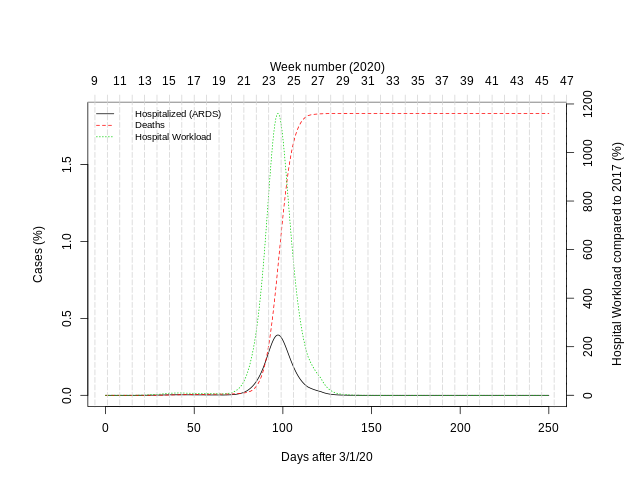 Week number (2020)
9 11 13 15 17 19 21 23 25 27 29 31 33 35 37 39 41 43 45 47
Hospitalized (ARDS)
Deaths
Hospital Workload
Cases (%)
0.0 0.5 1.0 1.5
Hospital Workload compared to 2017 (%)
0 200 400 600 800 1000 1200
0 50 100 150 200 250
Days after 3/1/20